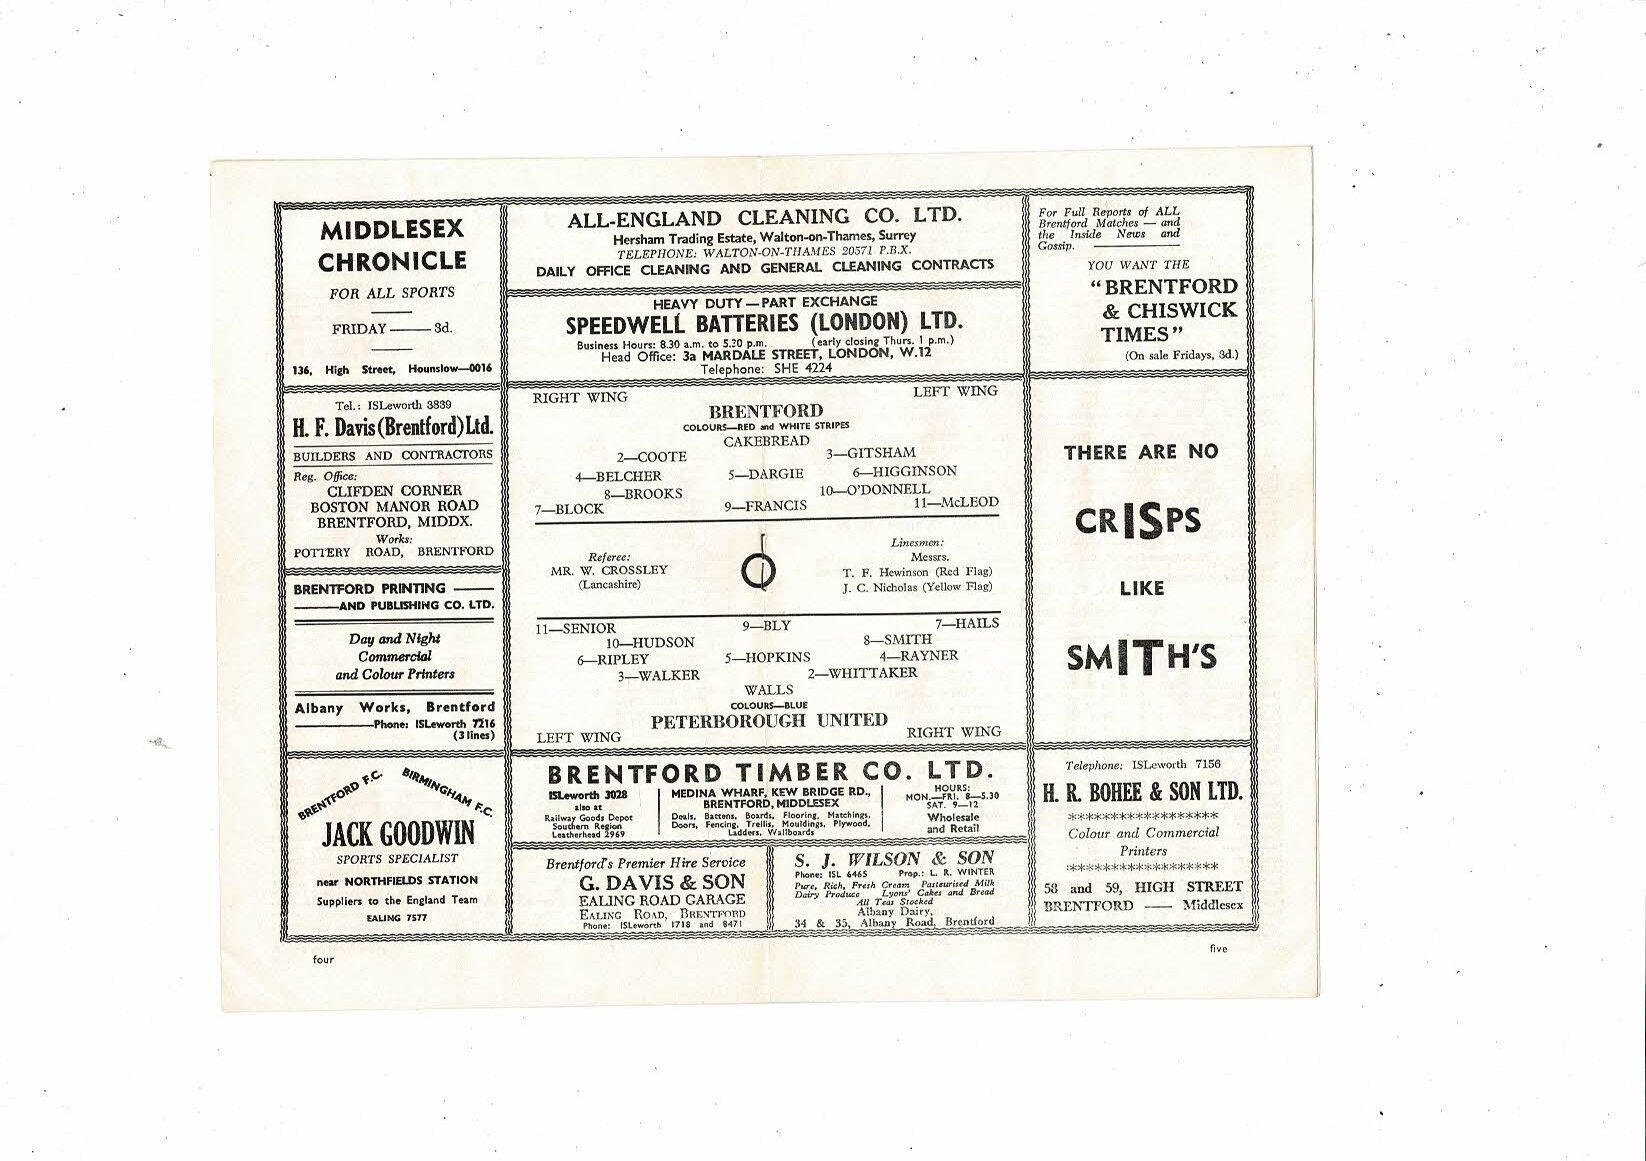 MIDDLESEX
CHRONICLE
FOR ALL SPORTS
FRIDAY —— 3d.
136, High Street, Hounslow—0016
Tel.: ISLeworth 3839
H. F. Davis (Brentford) Ltd.
BUILDERS AND CONTRACTORS
Reg. Office:
CLIFDEN CORNER
BOSTON MANOR ROAD
BRENTFORD, MIDDX.
Works:
POTTERY ROAD, BRENTFORD
BRENTFORD PRINTING ——
——AND PUBLISHING CO. LTD.
Day and Night
Commercial
and Colour Printers
Albany Works, Brentford
——Phone: ISLeworth 7216
(3 lines)
BRENTFORD F.C. BIRMINGHAM F.C.
JACK GOODWIN
SPORTS SPECIALIST
near NORTHFIELDS STATION
Suppliers to the England Team
EALING 7577
four
ALL-ENGLAND CLEANING CO. LTD.
Hersham Trading Estate, Walton-on-Thames, Surrey
TELEPHONE: WALTON-ON-THAMES 20571 P.B.X.
DAILY OFFICE CLEANING AND GENERAL CLEANING CONTRACTS
HEAVY DUTY — PART EXCHANGE
SPEEDWELL BATTERIES (LONDON) LTD.
Business Hours: 8.30 a.m. to 5.30 p.m. (early closing Thurs. 1 p.m.)
Head Office: 3a MARDALE STREET, LONDON, W.12
Telephone: SHE 4224
RIGHT WING LEFT WING
BRENTFORD
COLOURS—RED and WHITE STRIPES
CAKEBREAD
2—COOTE 3—GITSHAM
4—BELCHER 5—DARGIE 6—HIGGINSON
8—BROOKS 10—O'DONNELL
7—BLOCK 9—FRANCIS 11—McLEOD
Referee: Linesmen:
MR. W. CROSSLEY Messrs.
(Lancashire) T. F. Hewinson (Red Flag)
J. C. Nicholas (Yellow Flag)
11—SENIOR 9—BLY 7—HAILS
10—HUDSON 8—SMITH
6—RIPLEY 5—HOPKINS 4—RAYNER
3—WALKER 2—WHITTAKER
WALLS
COLOURS—BLUE
PETERBOROUGH UNITED
LEFT WING RIGHT WING
BRENTFORD TIMBER CO. LTD.
ISLeworth 3028
also at
Railway Goods Depot
Southern Region
Leatherhead 2969
MEDINA WHARF, KEW BRIDGE RD.,
BRENTFORD, MIDDLESEX
Deals, Battens, Boards, Flooring, Matchings,
Doors, Fencing, Trellis, Mouldings, Plywood,
Ladders, Wallboards
HOURS:
MON.—FRI. 8—5.30
SAT. 9—12
Wholesale
and Retail
Brentford's Premier Hire Service
G. DAVIS & SON
EALING ROAD GARAGE
EALING ROAD, BRENTFORD
Phone: ISLeworth 1718 and 8471
S. J. WILSON & SON
Phone: ISL 6465 Prop.: L. R. WINTER
Pure, Rich, Fresh Cream Pasteurised Milk
Dairy Produce Lyons' Cakes and Bread
All Teas Stocked
Albany Dairy,
34 & 35, Albany Road, Brentford
For Full Reports of ALL
Brentford Matches — and
the Inside News and
Gossip. ——
YOU WANT THE
"BRENTFORD
& CHISWICK
TIMES"
(On sale Fridays, 3d.)
THERE ARE NO
CRISPS
LIKE
SMITH'S
Telephone: ISLeworth 7156
H. R. BOHEE & SON LTD.
******************
Colour and Commercial
Printers
:******************
58 and 59, HIGH STREET
BRENTFORD —— Middlesex
five